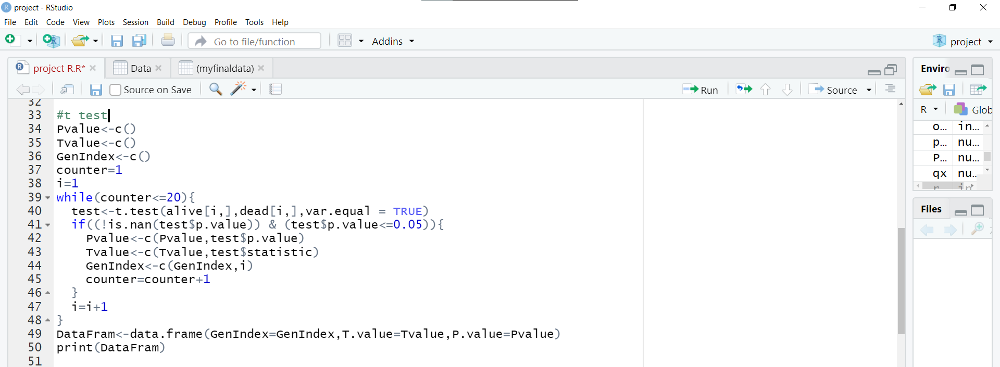 project - RStudio
File Edit Code View Plots Session Build Debug Profile Tools Help
Go to file/function Addins project
project R.R* Data (myfinaldata)
Source on Save Run Source
32
33 #t test
34 Pvalue<-c()
35 Tvalue<-c()
36 GenIndex<-c()
37 counter=1
38 i=1
39 while(counter<=20){
40 test<-t.test(alive[i,],dead[i,],var.equal = TRUE)
41 if((!is.nan(test$p.value)) & (test$p.value<=0.05)){
42 Pvalue<-c(Pvalue,test$p.value)
43 Tvalue<-c(Tvalue,test$statistic)
44 GenIndex<-c(GenIndex,i)
45 counter=counter+1
46 }
47 i=i+1
48 }
49 DataFram<-data.frame(GenIndex=GenIndex,T.value=Tvalue,P.value=Pvalue)
50 print(DataFram)
51
Enviro
R Glob
o... in...
p... nu...
P... nu...
qx nu...
Files